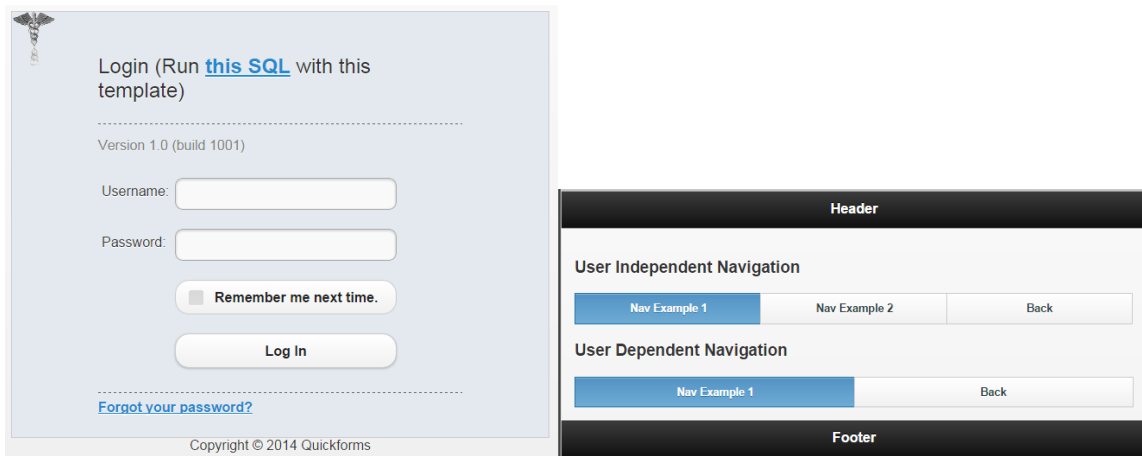 Login (Run this SQL with this
template)
Version 1.0 (build 1001)
Username:
Password:
Remember me next time.
Log In
Forgot your password?
Copyright © 2014 Quickforms
Header
User Independent Navigation
Nav Example 1 Nav Example 2 Back
User Dependent Navigation
Nav Example 1 Back
Footer